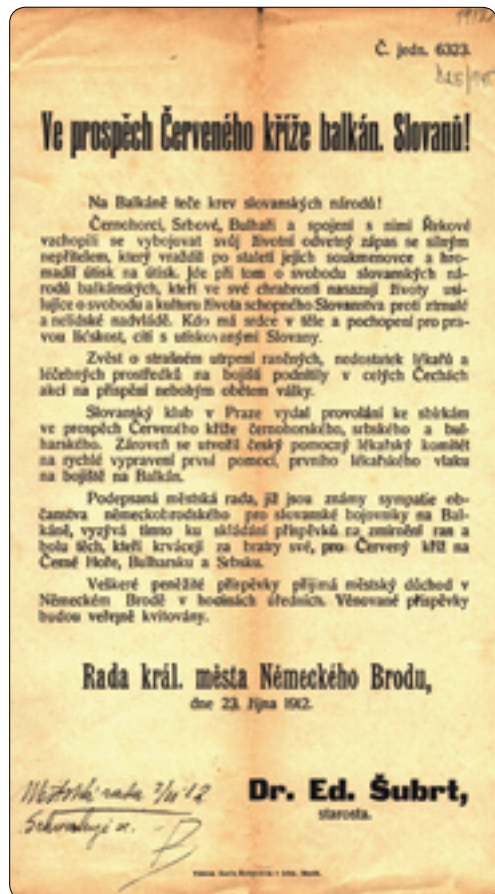 Č. jedn. 6323.
Ve prospěch Červeného kříže balkán. Slovanů!
Na Balkáně teče krev slovanských národů!
Černohorci, Srbové, Bulhaři a spojení s nimi Řekové
vzchopili se vybojovat svůj životní odvetný zápas se silným
nepřítelem, který vraždil po staletí jejich soukmenovce a hro-
madil útisk na útisk. Jde při tom o svobodu slovanských ná-
rodů balkánských, kteří ve své chrabrosti nasazují životy usi-
lujíce o svobodu a kulturu života schopného Slovanstva proti ztrnulé
a nelidské nadvládě. Kdo má srdce v těle a pochopení pro pra-
vou lidskost, cítí s utiskovanými Slovany.
Zvěst o strašném utrpení raněných, nedostatek lékařů a
léčebných prostředků na bojišti podnítily v celých Čechách
akci na přispění nebohým obětem války.
Slovanský klub v Praze vydal provolání ke sbírkám
ve prospěch Červeného kříže černohorského, srbského a bul-
harského. Zároveň se utvořil český pomocný lékařský komitét
na rychlé vypravení první pomoci, prvního lékařského vlaku
na bojiště na Balkán.
Podepsaná městská rada, jíž jsou známy sympatie ob-
čanstva německobrodského pro slovanské bojovníky na Bal-
káně, vyzývá tímto ku skládání příspěvků na zmírnění ran a
bolu těch, kteří krvácejí za bratry své, pro Červený kříž na
Černé Hoře, Bulharsku a Srbsku.
Veškeré peněžité příspěvky přijímá městský důchod v
Německém Brodě v hodinách úředních. Věnované příspěvky
budou veřejně kvitovány.
Rada král. města Německého Brodu,
dne 23. října 1912.
Dr. Ed. Šubrt,
starosta.
Městská rada